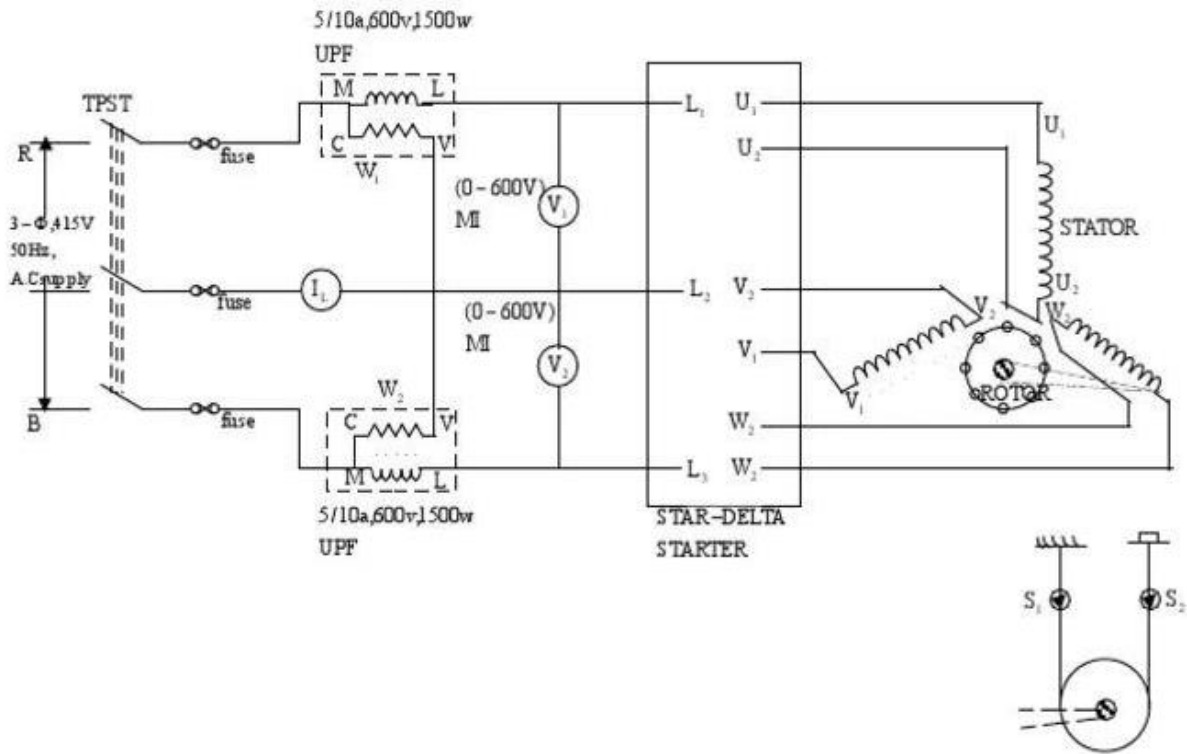 5/10a,600v,1500w
UPF
M L
C V
W₁
TPST
R
fuse
3-Φ,415V
50Hz,
A.C supply
fuse
I₁
B
fuse
(0-600V)
MI
V₁
(0-600V)
MI
V₂
W₂
C V
M L
5/10a,600v,1500w
UPF
L₁
L₂
L₃
U₁
U₂
V₂
V₁
W₂
W₂
STAR-DELTA
STARTER
U₁
STATOR
U₂
V₂
W₂
V₁
ROTOR
S₁
S₂